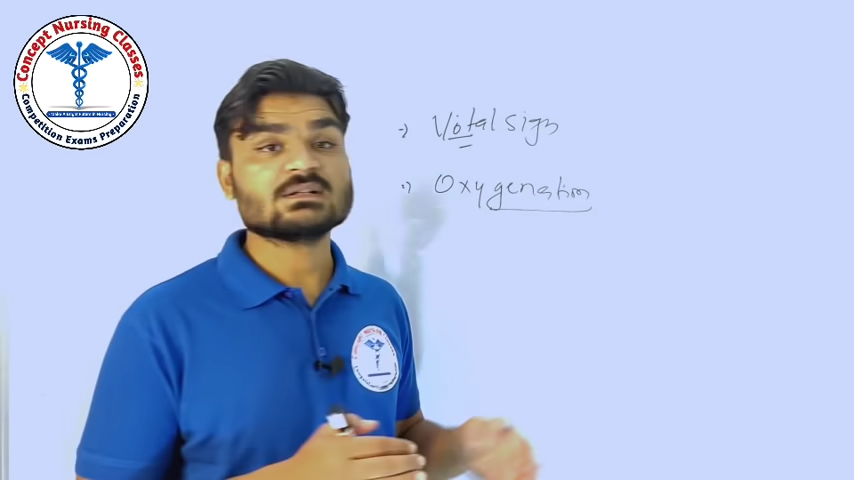 Concept Nursing Classes
Competition Exams Preparation
Vital sign
Oxygenation